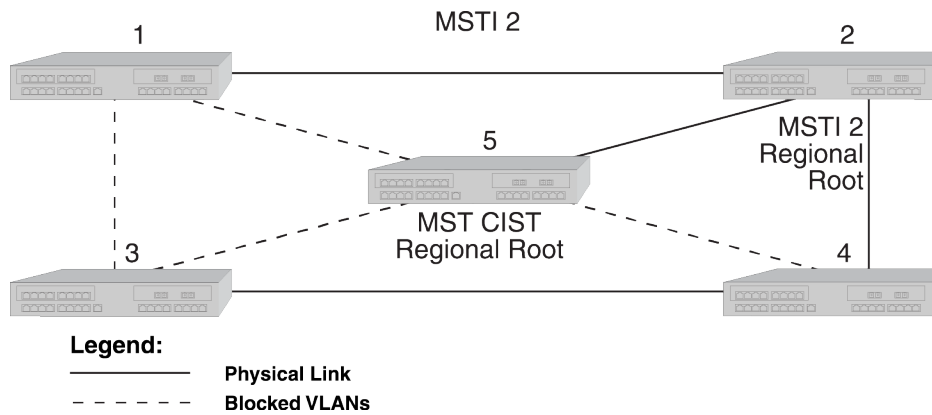 MSTI 2
1
2
5
MSTI 2
Regional
Root
MST CIST
Regional Root
3
4
Legend:
Physical Link
Blocked VLANs